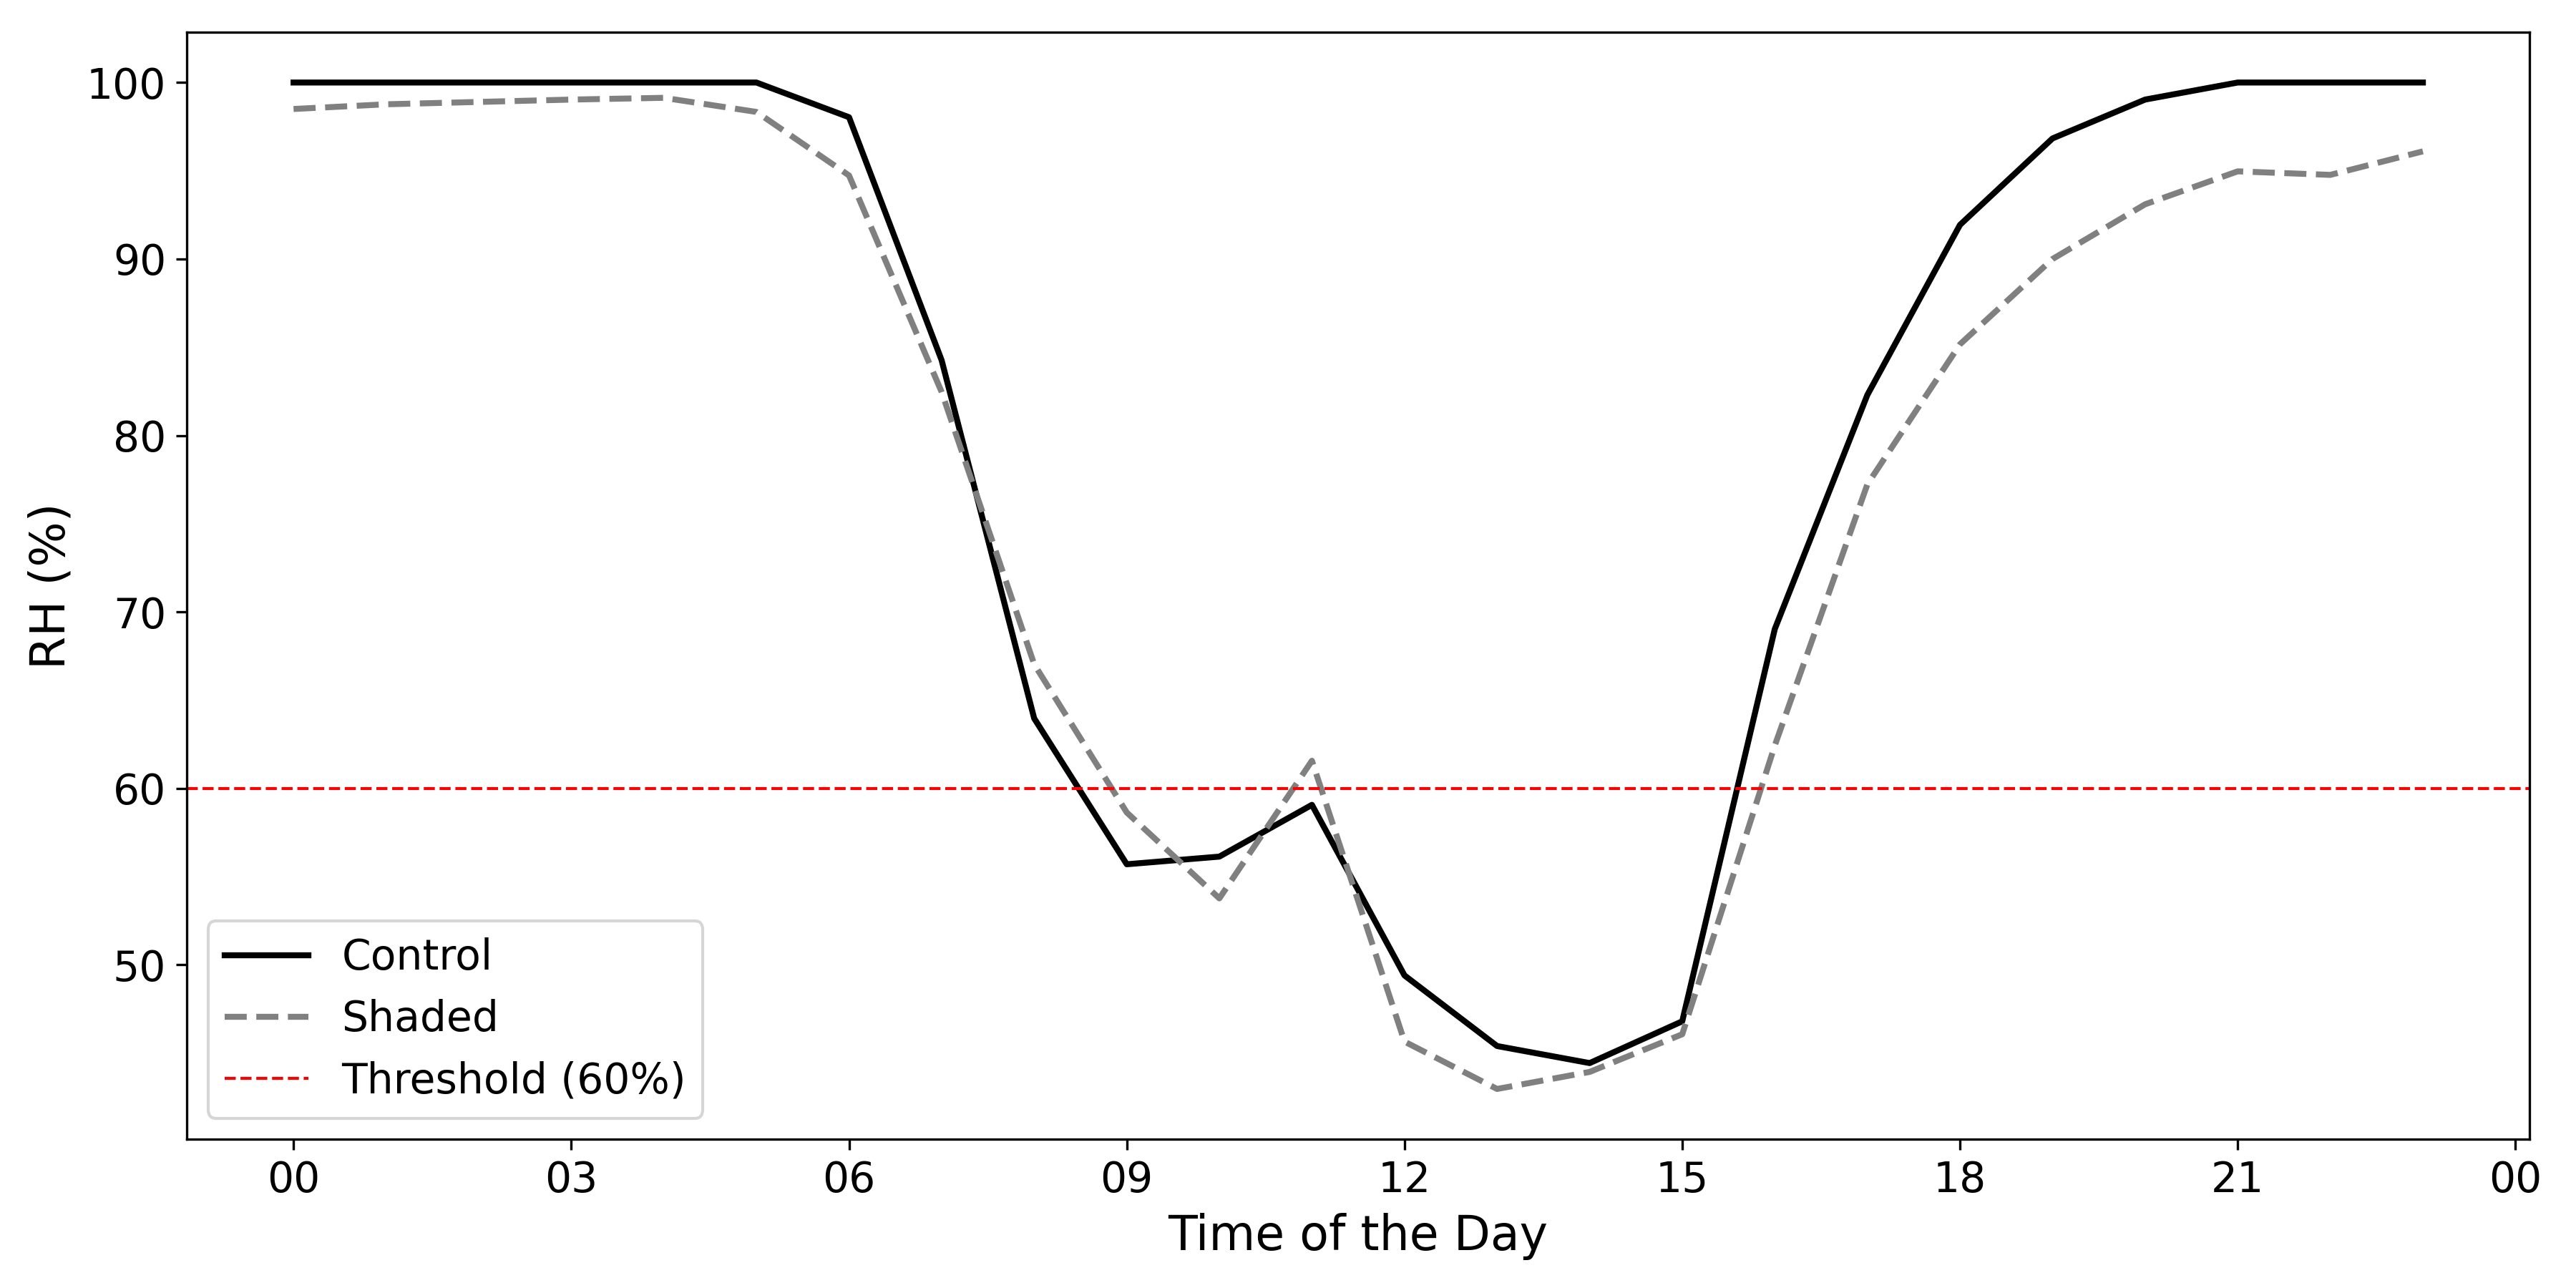 100
90
80
70
60
50
RH (%)
Control
Shaded
Threshold (60%)
00 03 06 09 12 15 18 21 00
Time of the Day